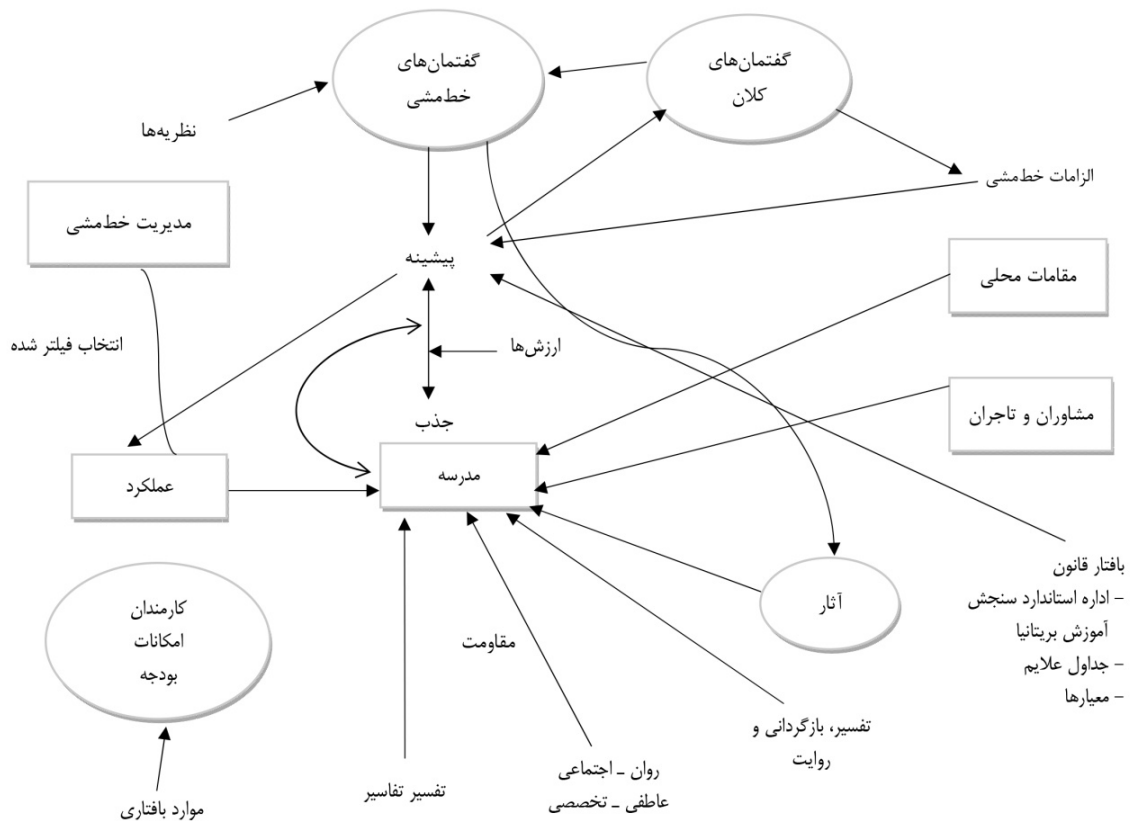 گفتمان‌های
کلان
گفتمان‌های
خط‌مشی
نظریه‌ها
الزامات خط‌مشی
مدیریت خط‌مشی
پیشینه
مقامات محلی
انتخاب فیلتر شده
ارزش‌ها
مشاوران و تاجران
جذب
مدرسه
عملکرد
بافتار قانون
- اداره استاندارد سنجش
آموزش بریتانیا
- جداول علایم
- معیارها
آثار
کارمندان
امکانات
بودجه
مقاومت
تفسیر، بازگردانی و
روایت
روان ـ اجتماعی
عاطفی ـ تخصصی
تفسیر تفاسیر
موارد بافتاری